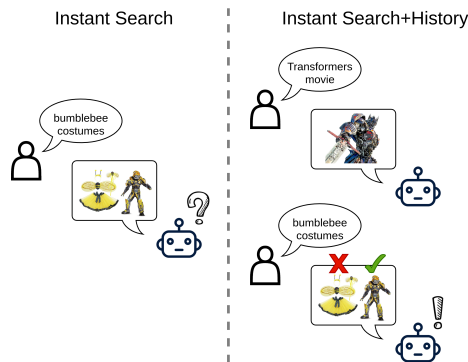 Instant Search
bumblebee
costumes
?
Instant Search+History
Transformers
movie
bumblebee
costumes
!